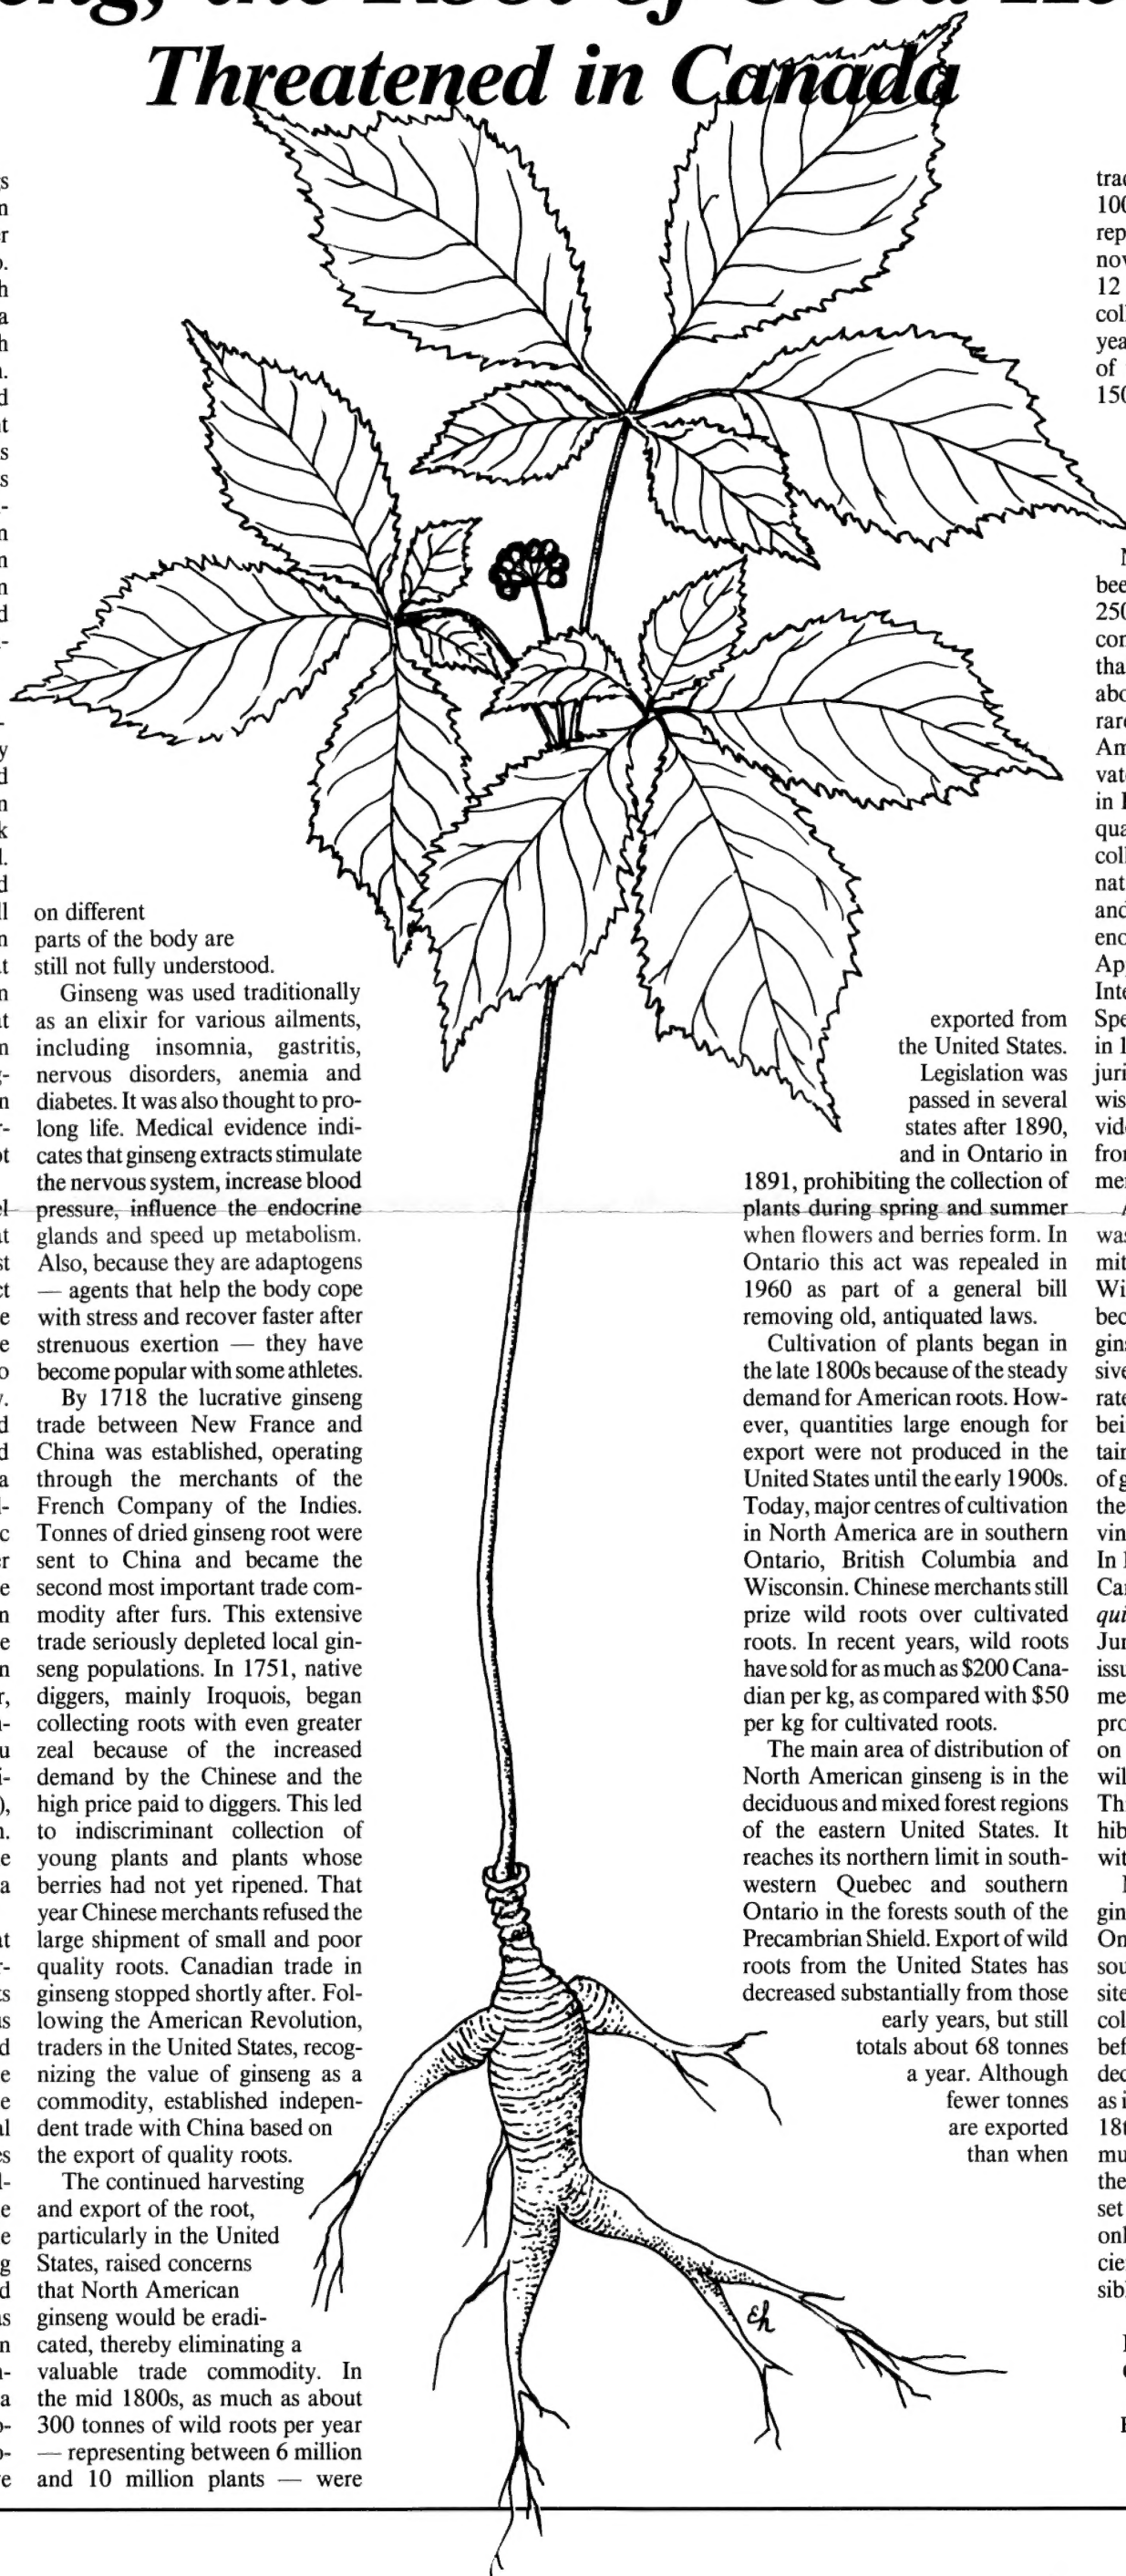 the Root of Good
Threatened in Canada
on different
parts of the body are
still not fully understood.
Ginseng was used traditionally
as an elixir for various ailments,
including insomnia, gastritis,
nervous disorders, anemia and
diabetes. It was also thought to pro-
long life. Medical evidence indi-
cates that ginseng extracts stimulate
the nervous system, increase blood
pressure, influence the endocrine
glands and speed up metabolism.
Also, because they are adaptogens
— agents that help the body cope
with stress and recover faster after
strenuous exertion — they have
become popular with some athletes.
By 1718 the lucrative ginseng
trade between New France and
China was established, operating
through the merchants of the
French Company of the Indies.
Tonnes of dried ginseng root were
sent to China and became the
second most important trade com-
modity after furs. This extensive
trade seriously depleted local gin-
seng populations. In 1751, native
diggers, mainly Iroquois, began
collecting roots with even greater
zeal because of the increased
demand by the Chinese and the
high price paid to diggers. This led
to indiscriminant collection of
young plants and plants whose
berries had not yet ripened. That
year Chinese merchants refused the
large shipment of small and poor
quality roots. Canadian trade in
ginseng stopped shortly after. Fol-
lowing the American Revolution,
traders in the United States, recog-
nizing the value of ginseng as a
commodity, established indepen-
dent trade with China based on
the export of quality roots.
The continued harvesting
and export of the root,
particularly in the United
States, raised concerns
that North American
ginseng would be eradi-
cated, thereby eliminating a
valuable trade commodity. In
the mid 1800s, as much as about
300 tonnes of wild roots per year
— representing between 6 million
and 10 million plants — were
exported from
the United States.
Legislation was
passed in several
states after 1890,
and in Ontario in
1891, prohibiting the collection of
plants during spring and summer
when flowers and berries form. In
Ontario this act was repealed in
1960 as part of a general bill
removing old, antiquated laws.
Cultivation of plants began in
the late 1800s because of the steady
demand for American roots. How-
ever, quantities large enough for
export were not produced in the
United States until the early 1900s.
Today, major centres of cultivation
in North America are in southern
Ontario, British Columbia and
Wisconsin. Chinese merchants still
prize wild roots over cultivated
roots. In recent years, wild roots
have sold for as much as $200 Cana-
dian per kg, as compared with $50
per kg for cultivated roots.
The main area of distribution of
North American ginseng is in the
deciduous and mixed forest regions
of the eastern United States. It
reaches its northern limit in south-
western Quebec and southern
Ontario in the forests south of the
Precambrian Shield. Export of wild
roots from the United States has
decreased substantially from those
early years, but still
totals about 68 tonnes
a year. Although
fewer tonnes
are exported
than when
Eh